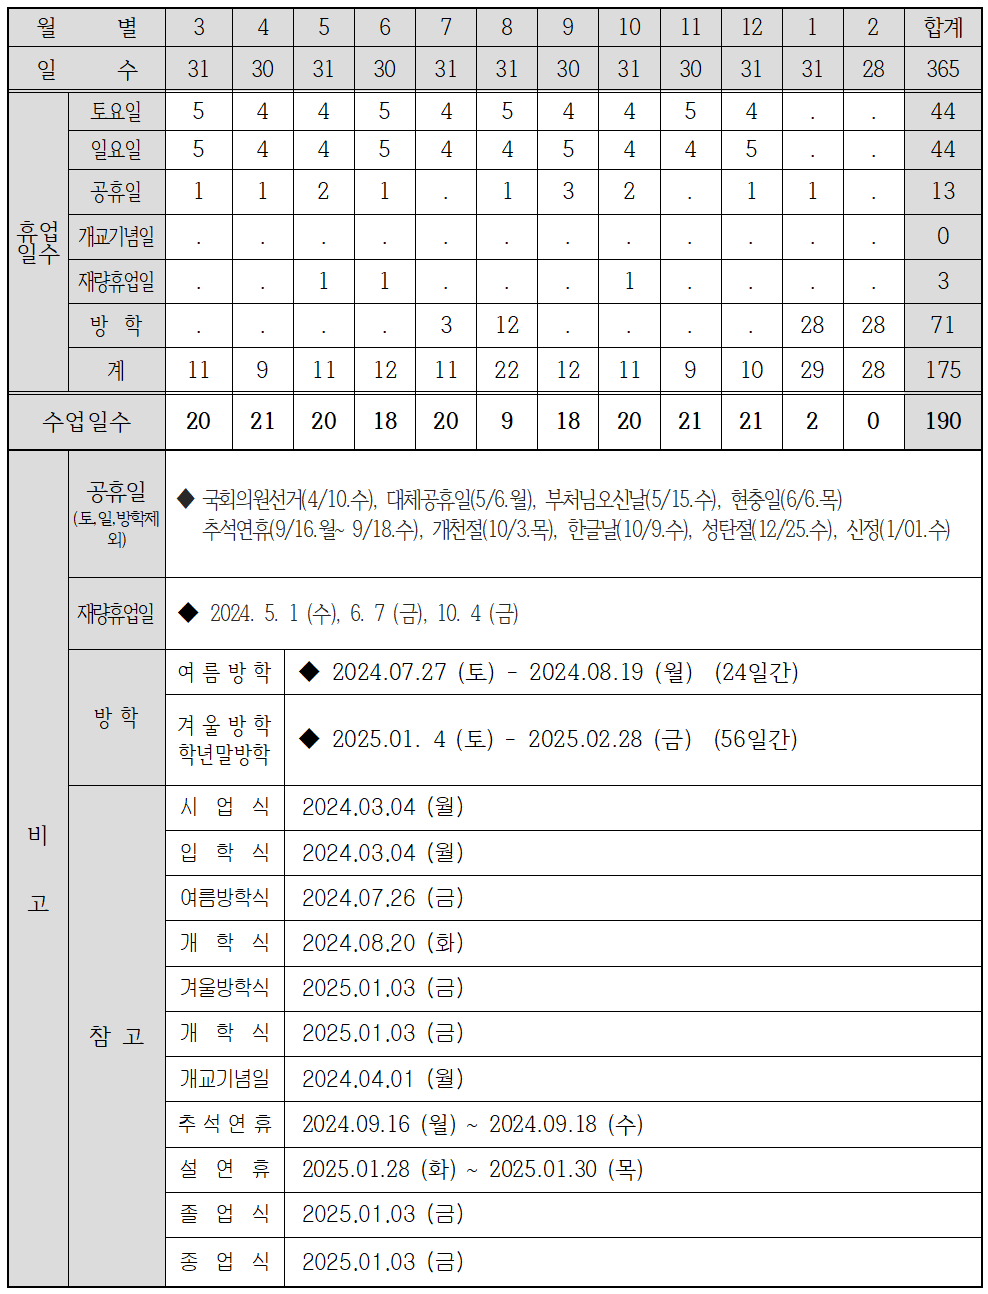 월 별 3 4 5 6 7 8 9 10 11 12 1 2 합계
일 수 31 30 31 30 31 31 30 31 30 31 31 28 365
휴업일수
토요일 5 4 4 5 4 5 4 4 5 4 . . 44
일요일 5 4 4 5 4 4 5 4 4 5 . . 44
공휴일 1 1 2 1 . 1 3 2 . 1 1 . 13
개교기념일 . . . . . . . . . . . . 0
재량휴업일 . . 1 1 . . . 1 . . . . 3
방 학 . . . . 3 12 . . . . 28 28 71
계 11 9 11 12 11 22 12 11 9 10 29 28 175
수업일수 20 21 20 18 20 9 18 20 21 21 2 0 190
비 고
공휴일
(토,일,방학제
외)
◆ 국회의원선거(4/10.수), 대체공휴일(5/6.월), 부처님오신날(5/15.수), 현충일(6/6.목)
추석연휴(9/16.월~ 9/18.수), 개천절(10/3.목), 한글날(10/9.수), 성탄절(12/25.수), 신정(1/01.수)
재량휴업일 ◆ 2024. 5. 1 (수), 6. 7 (금), 10. 4 (금)
방 학
여 름 방 학 ◆ 2024.07.27 (토) - 2024.08.19 (월) (24일간)
겨 울 방 학
학년말방학
◆ 2025.01. 4 (토) - 2025.02.28 (금) (56일간)
참 고
시 업 식 2024.03.04 (월)
입 학 식 2024.03.04 (월)
여름방학식 2024.07.26 (금)
개 학 식 2024.08.20 (화)
겨울방학식 2025.01.03 (금)
개 학 식 2025.01.03 (금)
개교기념일 2024.04.01 (월)
추 석 연 휴 2024.09.16 (월) ~ 2024.09.18 (수)
설 연 휴 2025.01.28 (화) ~ 2025.01.30 (목)
졸 업 식 2025.01.03 (금)
종 업 식 2025.01.03 (금)